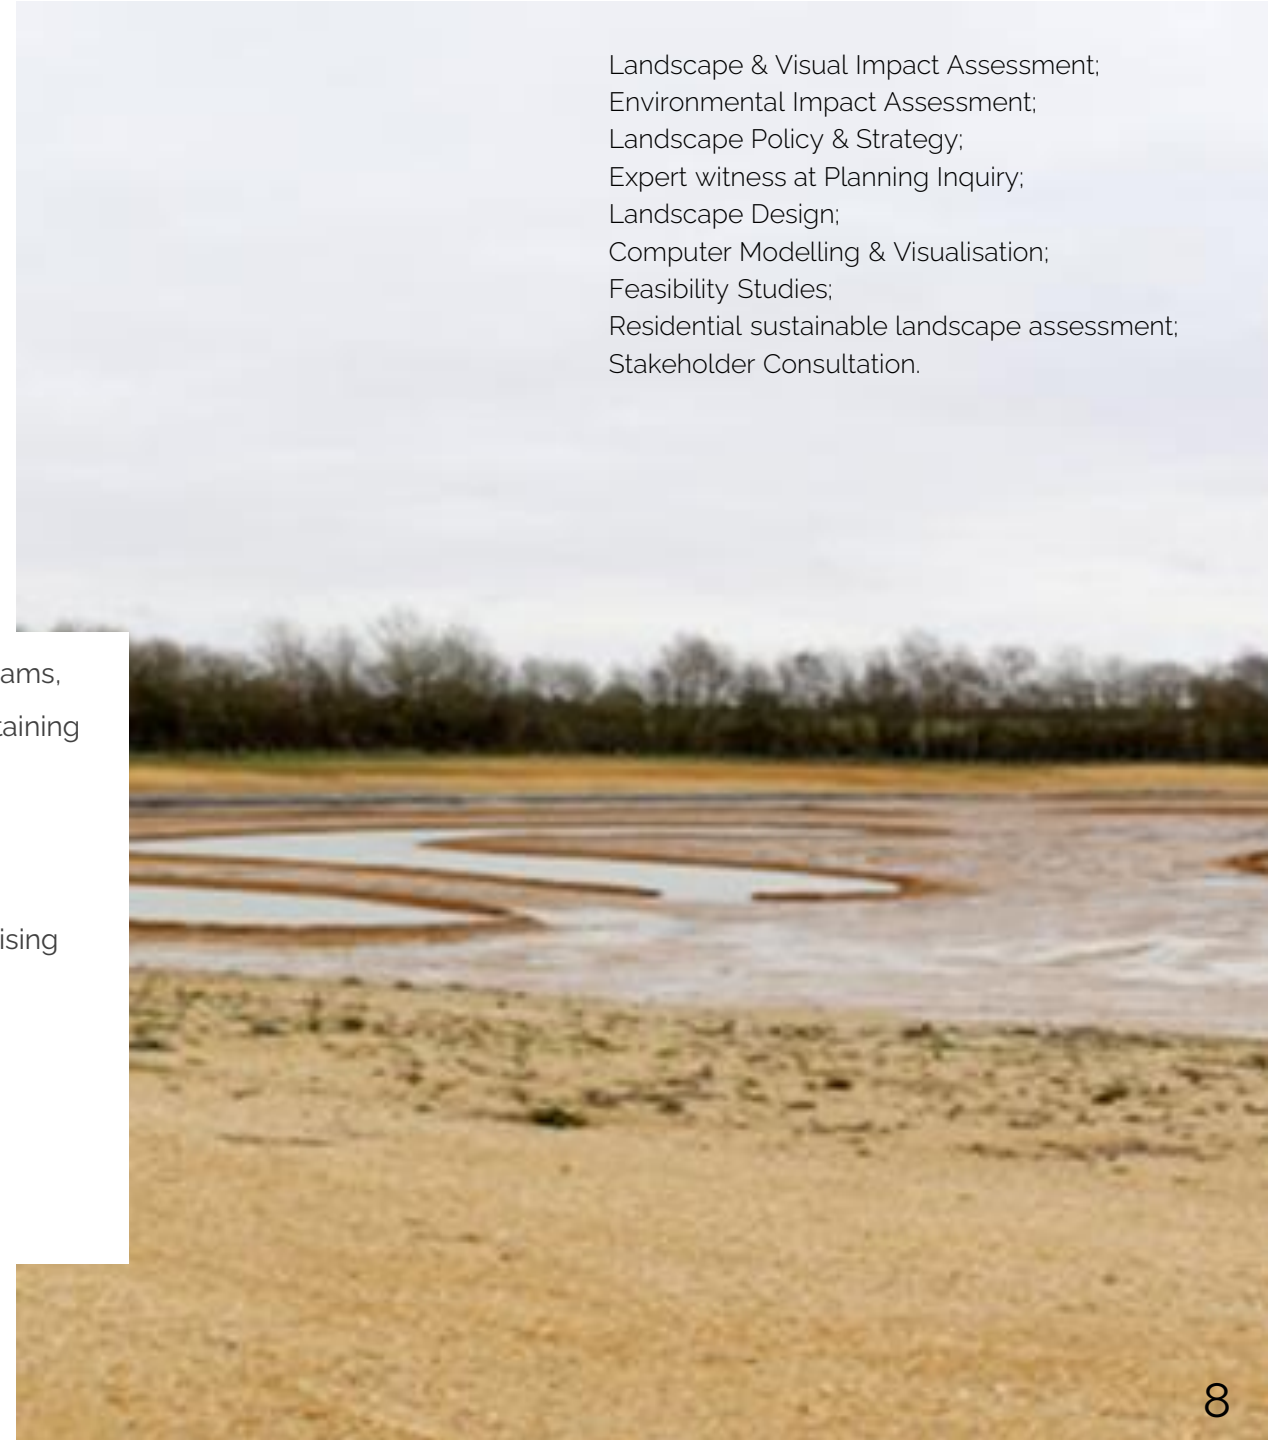 Landscape & Visual Impact Assessment;
Environmental Impact Assessment;
Landscape Policy & Strategy;
Expert witness at Planning Inquiry;
Landscape Design;
Computer Modelling & Visualisation;
Feasibility Studies;
Residential sustainable landscape assessment;
Stakeholder Consultation.
ams,
taining
ising
8